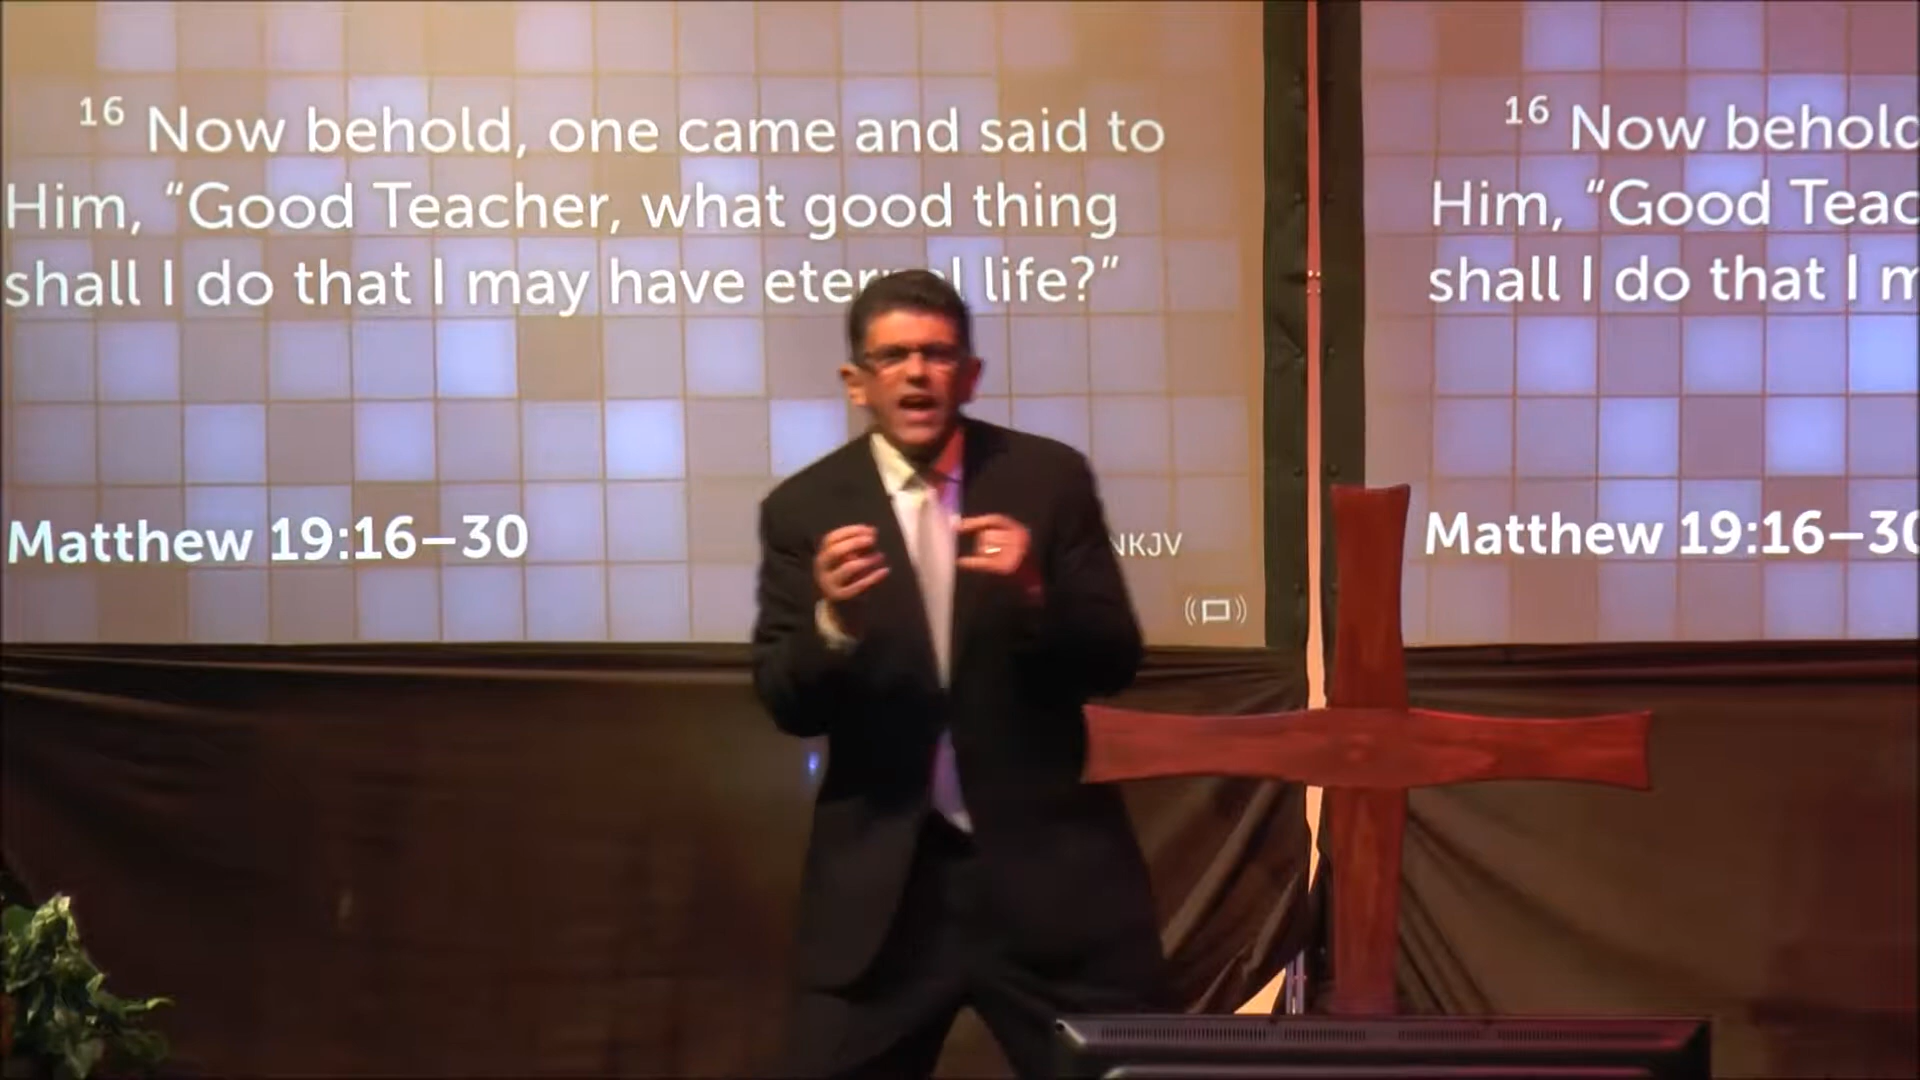 16 Now behold, one came and said to
Him, “Good Teacher, what good thing
shall I do that I may have life?”
Matthew 19:16–30
NKJV
16 Now behold
Him, “Good Teac
shall I do that I m
Matthew 19:16–30